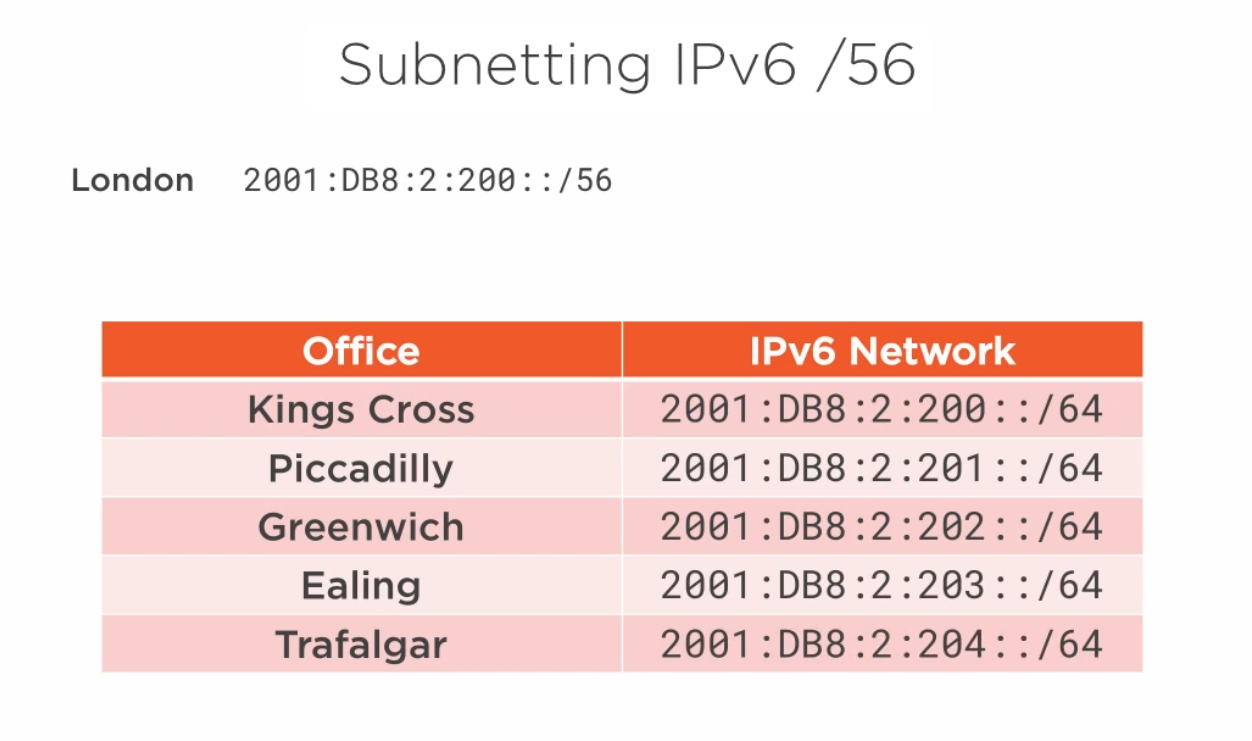 Subnetting IPv6 /56
London 2001:DB8:2:200::/56
Office IPv6 Network
Kings Cross 2001:DB8:2:200::/64
Piccadilly 2001:DB8:2:201::/64
Greenwich 2001:DB8:2:202::/64
Ealing 2001:DB8:2:203::/64
Trafalgar 2001:DB8:2:204::/64